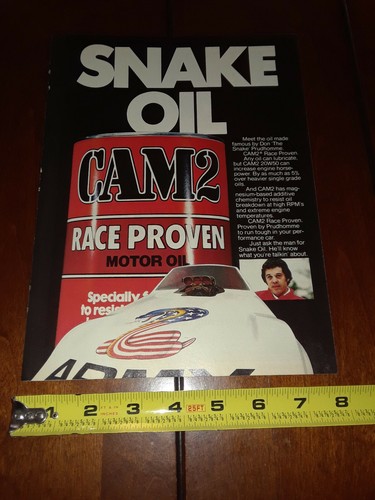 SNAKE
OIL
CAM2
RACE PROVEN
MOTOR OIL
Specially
to resist
ARMY
Meet the oil made
famous by Don 'The
Snake' Prudhomme.
CAM2® Race Proven.
Any oil can lubricate,
but CAM2 20W50 can
increase engine horse-
power. By as much as 5%
over heavier single grade
oils.
And CAM2 has mag-
nesium-based additive
chemistry to resist oil
breakdown at high RPM's
and extreme engine
temperatures.
CAM2 Race Proven.
Proven by Prudhomme
to run tough in your per-
formance car.
Just ask the man for
Snake Oil. He'll know
what you're talkin' about.
1 2 3 4 25FT 5 6 7 8